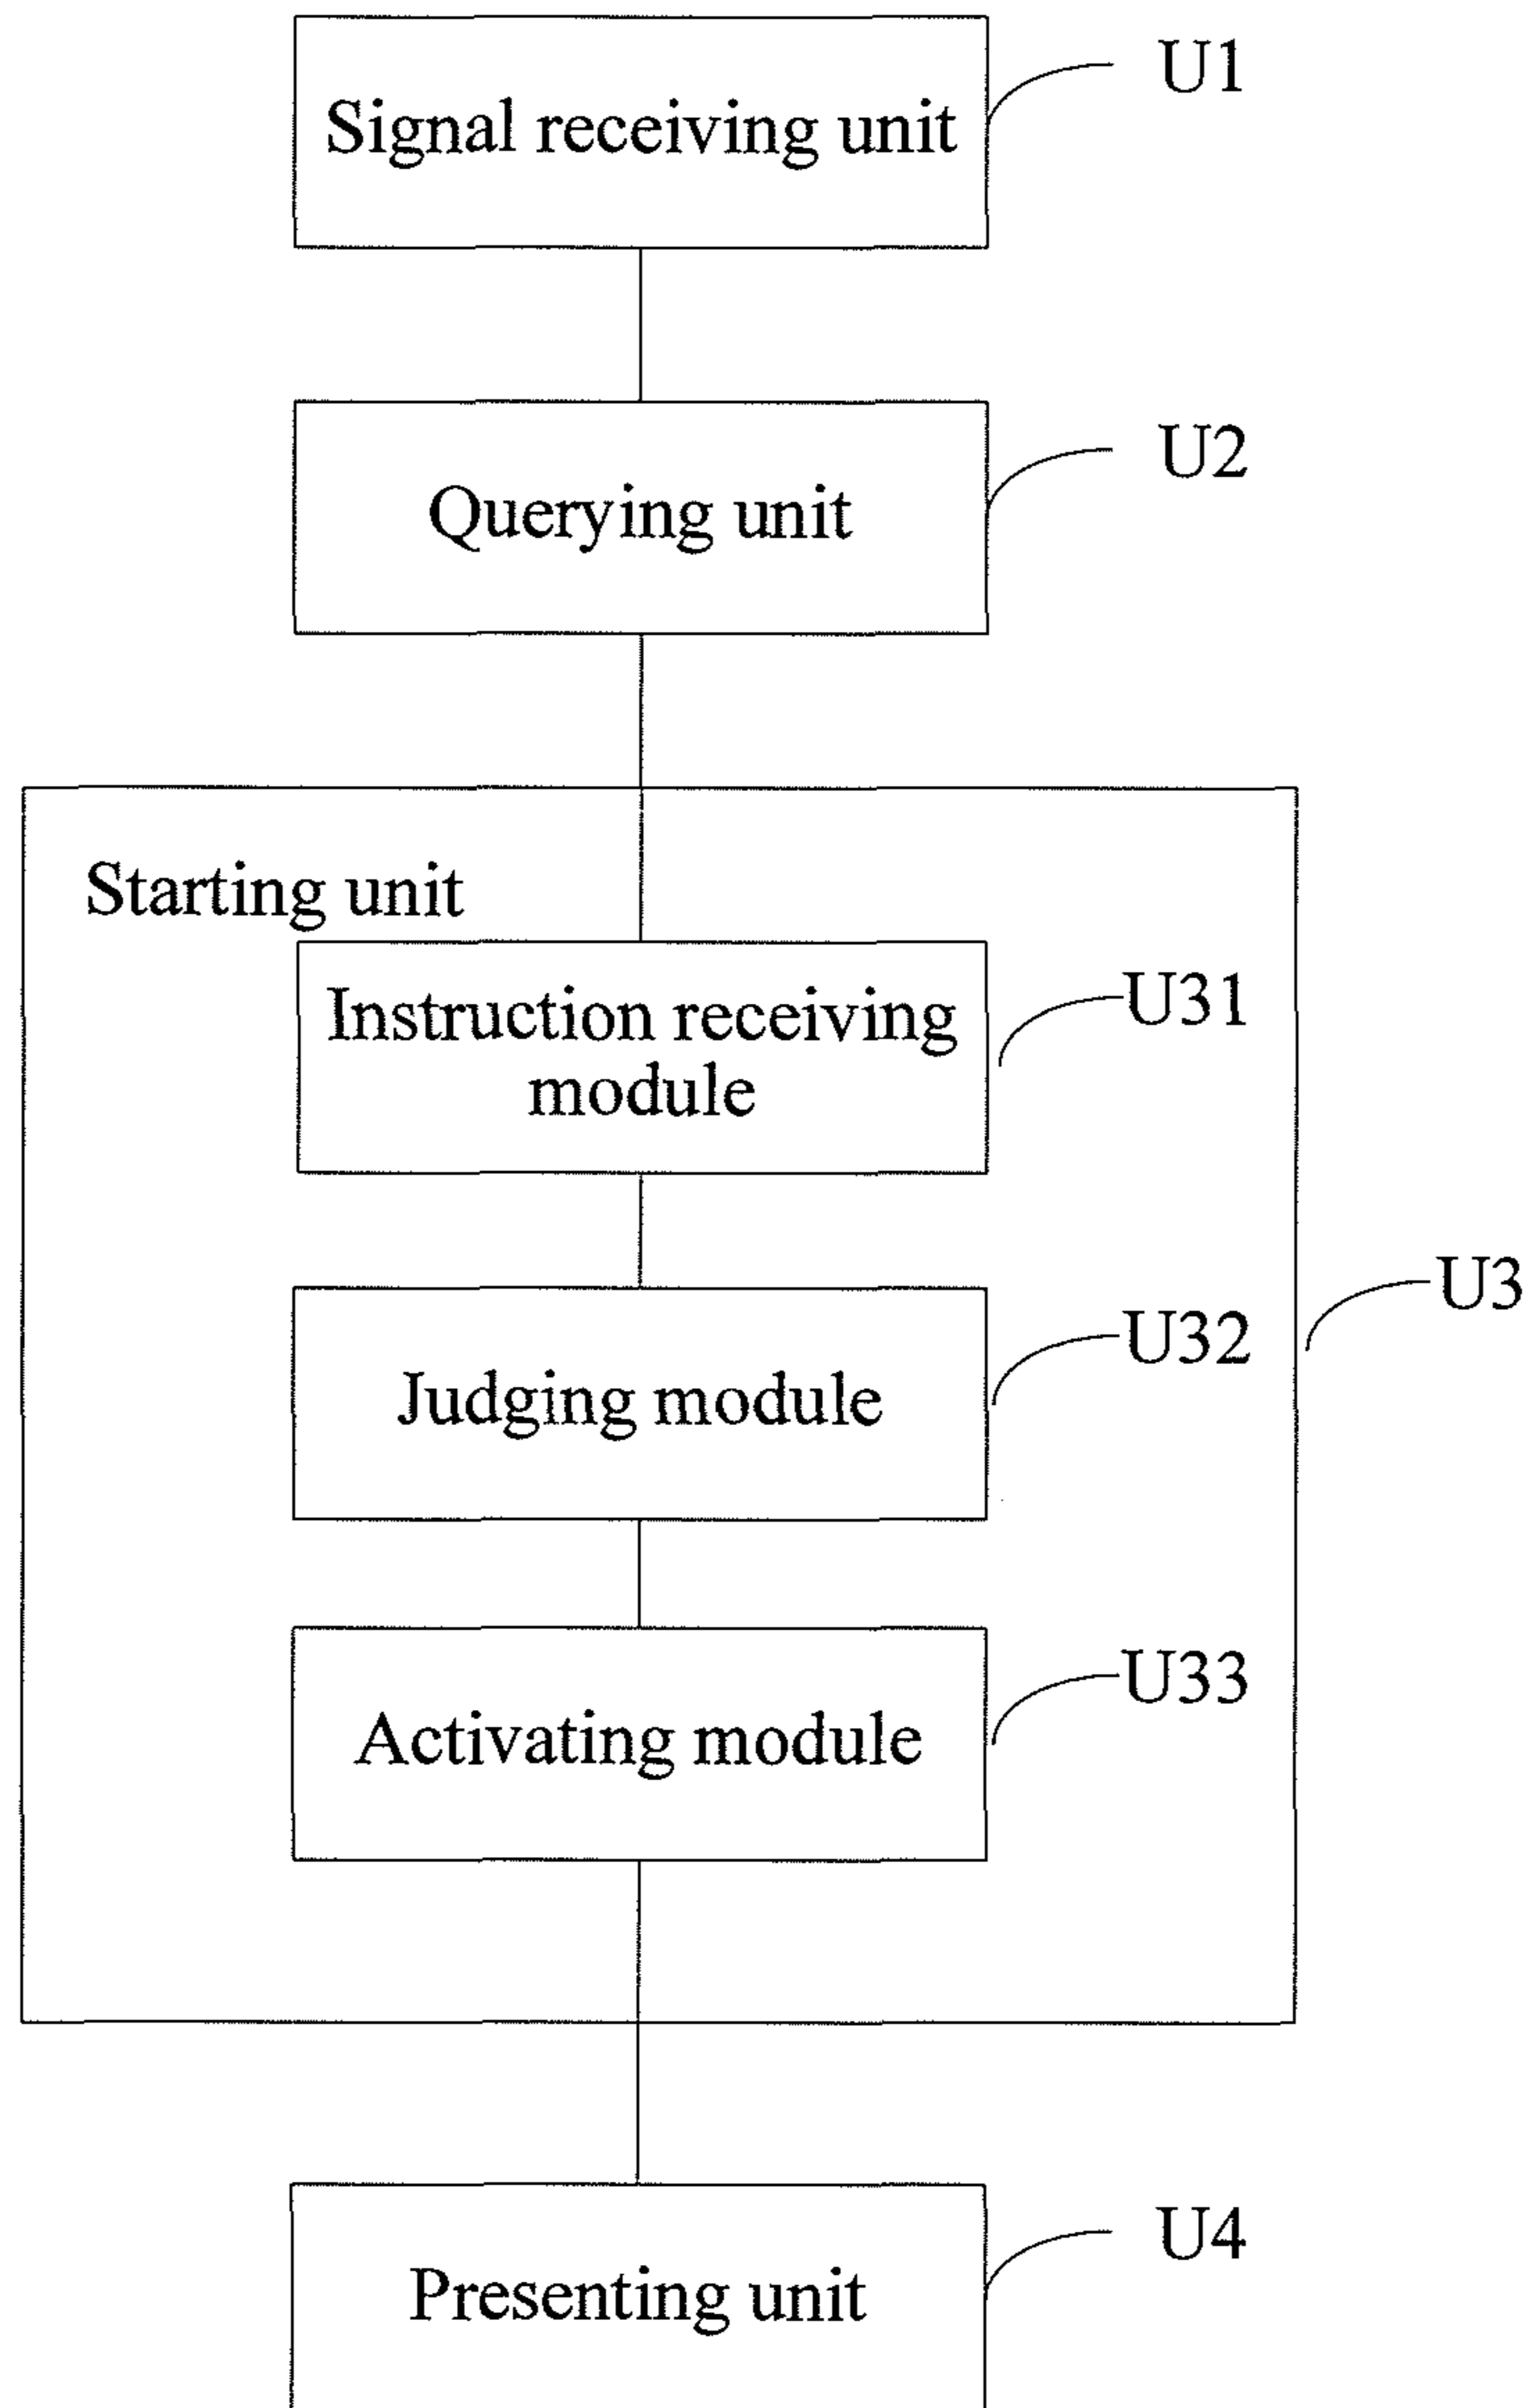 Signal receiving unit
U1
Querying unit
U2
Starting unit
Instruction receiving
module
U31
Judging module
U32
U3
Activating module
U33
Presenting unit
U4